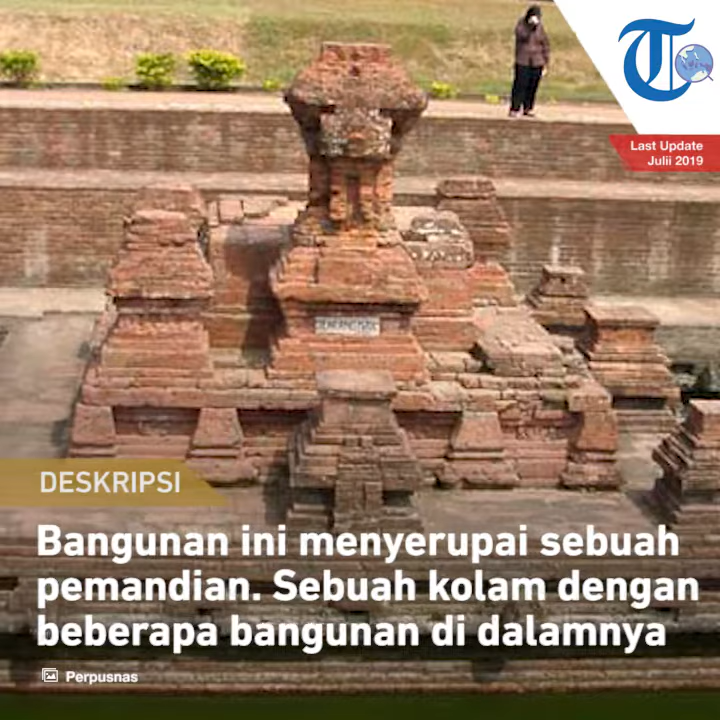 Last Update
Julii 2019
DESKRIPSI
Bangunan ini menyerupai sebuah
pemandian. Sebuah kolam dengan
beberapa bangunan di dalamnya
Perpusnas